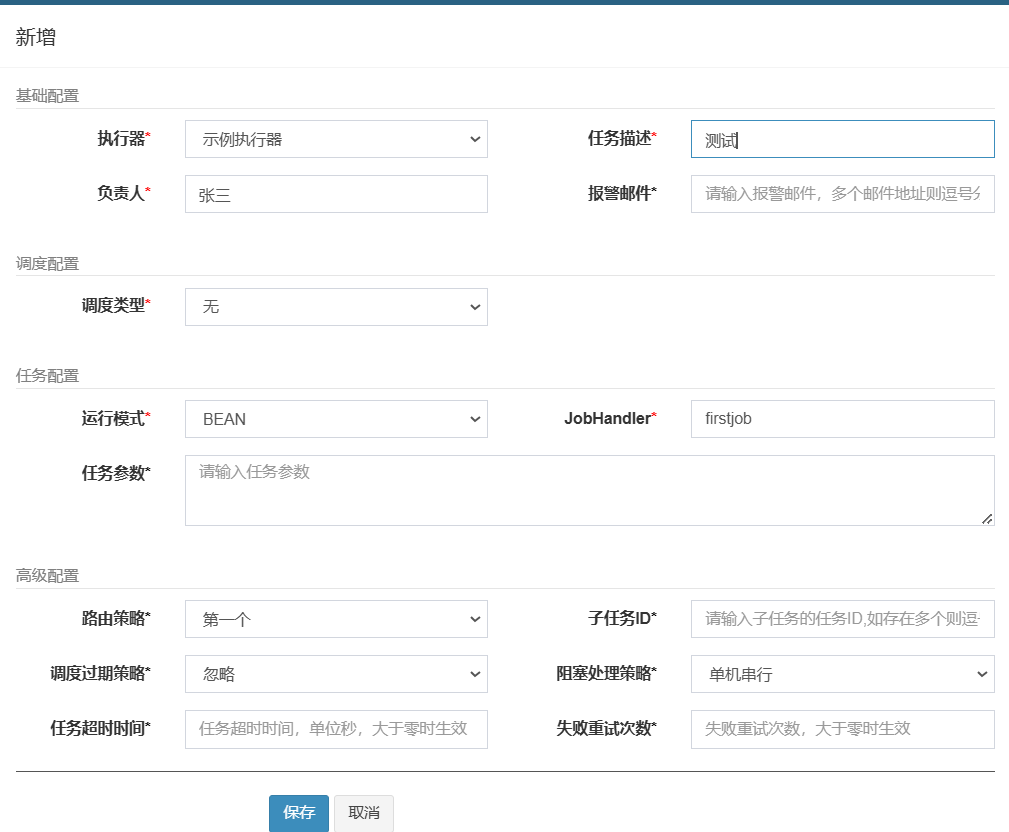 新增
基础配置
执行器* 示例执行器 任务描述* 测试
负责人* 张三 报警邮件* 请输入报警邮件，多个邮件地址则逗号分
调度配置
调度类型* 无
任务配置
运行模式* BEAN JobHandler* firstjob
任务参数* 请输入任务参数
高级配置
路由策略* 第一个 子任务ID* 请输入子任务的任务ID,如存在多个则逗
调度过期策略* 忽略 阻塞处理策略* 单机串行
任务超时时间* 任务超时时间，单位秒，大于零时生效 失败重试次数* 失败重试次数，大于零时生效
保存 取消